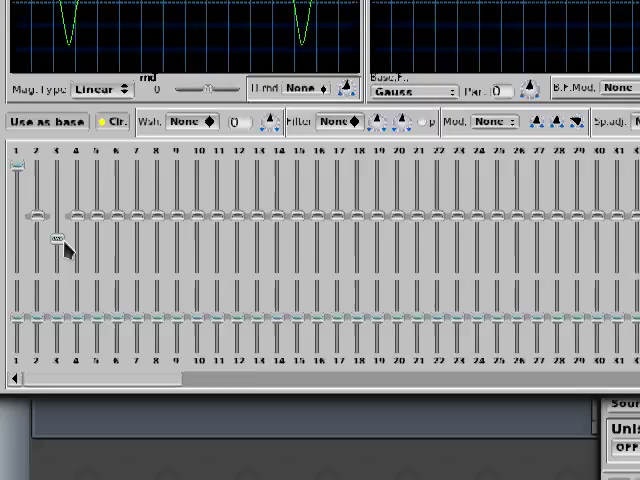 rnd
Mag.Type Linear 0 H.rnd None
Base.F..
Gauss Par. 0 B.F.Mod. None
Use as base Clr. Wsh. None 0 Filter None p Mod. None Sp.adj.
1 2 3 4 5 6 7 8 9 10 11 12 13 14 15 16 17 18 19 20 21 22 23 24 25 26 27 28 29 30 31
1 2 3 4 5 6 7 8 9 10 11 12 13 14 15 16 17 18 19 20 21 22 23 24 25 26 27 28 29 30 31
Sour
Unis
OFF